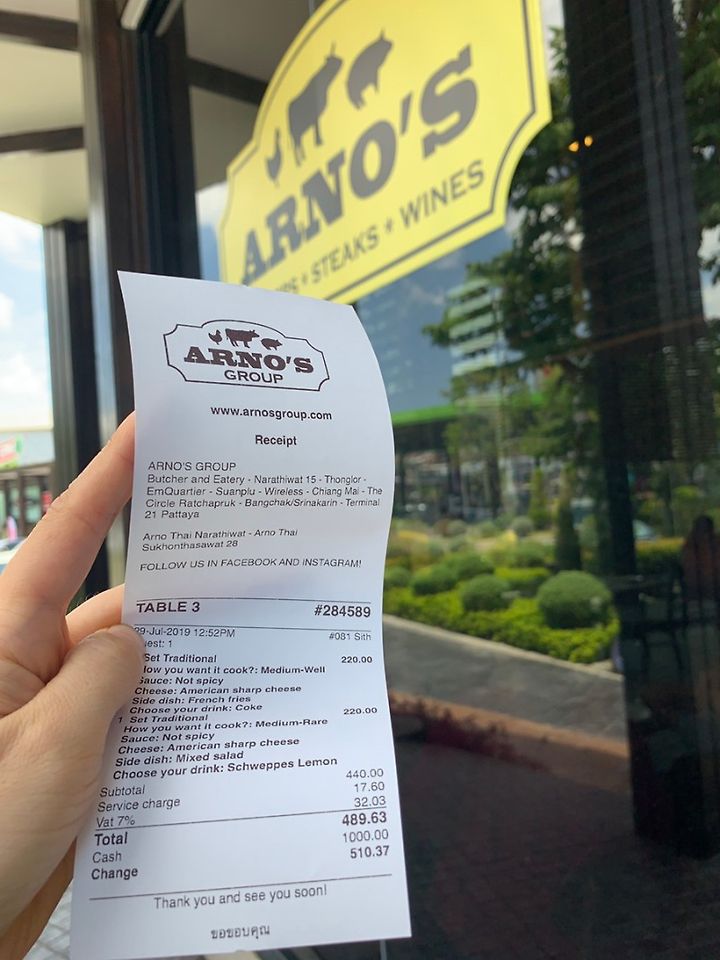 ARNO'S
STEAKS * WINES
ARNO'S
GROUP
www.arnosgroup.com
Receipt
ARNO'S GROUP
Butcher and Eatery - Narathiwat 15 - Thonglor -
EmQuartier - Suanplu - Wireless - Chiang Mai - The
Circle Ratchapruk - Bangchak/Srinakarin - Terminal
21 Pattaya
Arno Thai Narathiwat - Arno Thai
Sukhonthasawat 28
FOLLOW US IN FACEBOOK AND INSTAGRAM!
TABLE 3 #284589
29-Jul-2019 12:52PM #081 Sith
uest: 1
Set Traditional 220.00
How you want it cook?: Medium-Well
Sauce: Not spicy
Cheese: American sharp cheese
Side dish: French fries
Choose your drink: Coke
1 Set Traditional 220.00
How you want it cook?: Medium-Rare
Sauce: Not spicy
Cheese: American sharp cheese
Side dish: Mixed salad
Choose your drink: Schweppes Lemon
Subtotal 440.00
Service charge 17.60
Vat 7% 32.03
Total 489.63
Cash 1000.00
Change 510.37
Thank you and see you soon!
ขอขอบคุณ